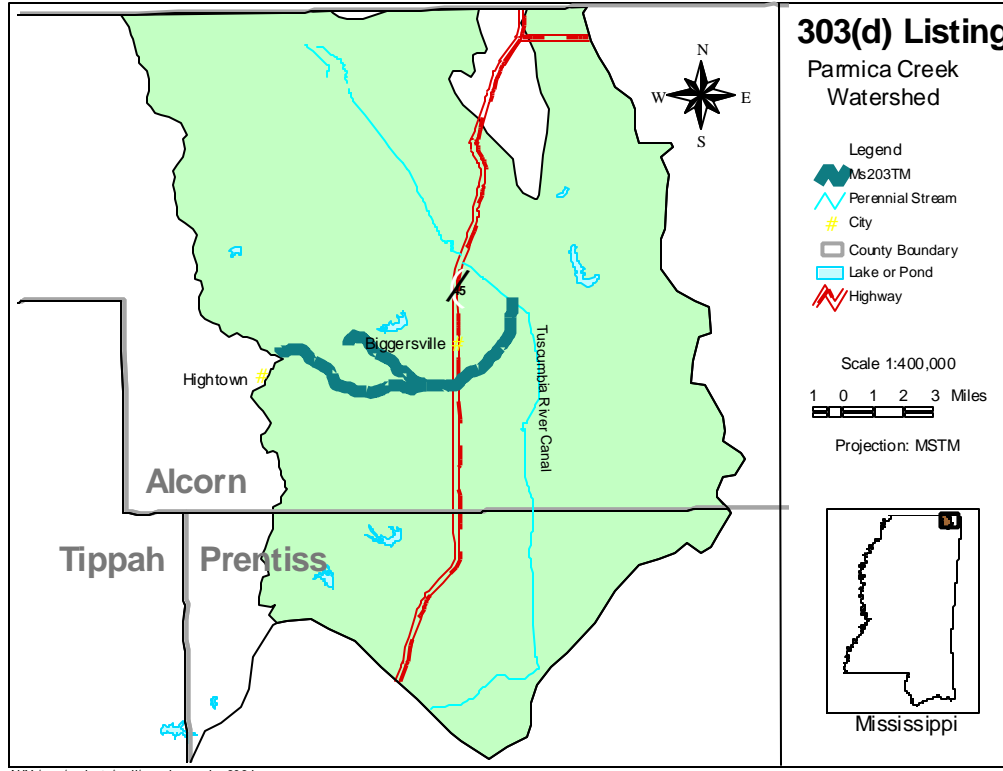 303(d) Listing
Parmica Creek
Watershed
N
W
E
S
Legend
Ms203TM
Perennial Stream
# City
County Boundary
Lake or Pond
Highway
Scale 1:400,000
1 0 1 2 3 Miles
Projection: MSTM
Mississippi
Biggersville #
Hightown #
Tuscumbia River Canal
Alcorn
Tippah
Prentiss